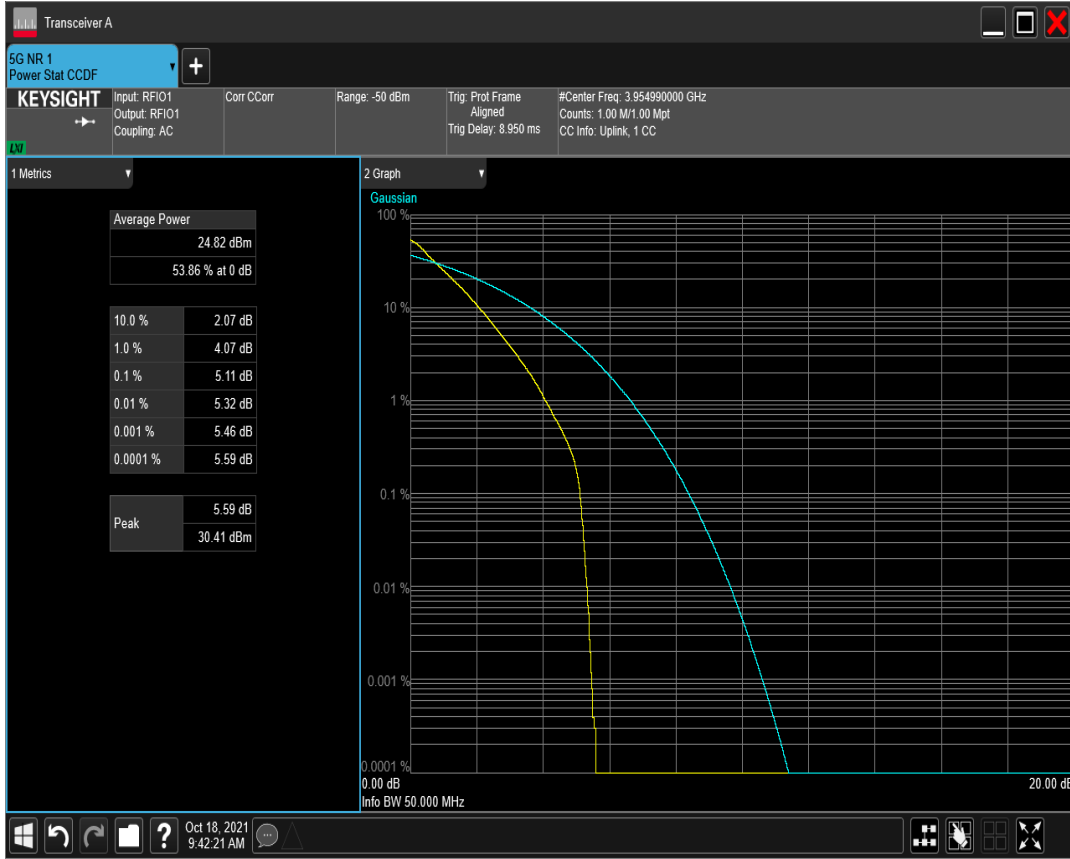 Transceiver A
5G NR 1
Power Stat CCDF
+
KEYSIGHT
LXI
Input: RFIO1
Output: RFIO1
Coupling: AC
Corr CCorr
Range: -50 dBm
Trig: Prot Frame
Aligned
Trig Delay: 8.950 ms
#Center Freq: 3.954990000 GHz
Counts: 1.00 M/1.00 Mpt
CC Info: Uplink, 1 CC
1 Metrics
Average Power
24.82 dBm
53.86 % at 0 dB
10.0 % 2.07 dB
1.0 % 4.07 dB
0.1 % 5.11 dB
0.01 % 5.32 dB
0.001 % 5.46 dB
0.0001 % 5.59 dB
Peak 5.59 dB
30.41 dBm
2 Graph
Gaussian
100 %
10 %
1 %
0.1 %
0.01 %
0.001 %
0.0001 %
0.00 dB 20.00 dB
Info BW 50.000 MHz
?
Oct 18, 2021
9:42:21 AM